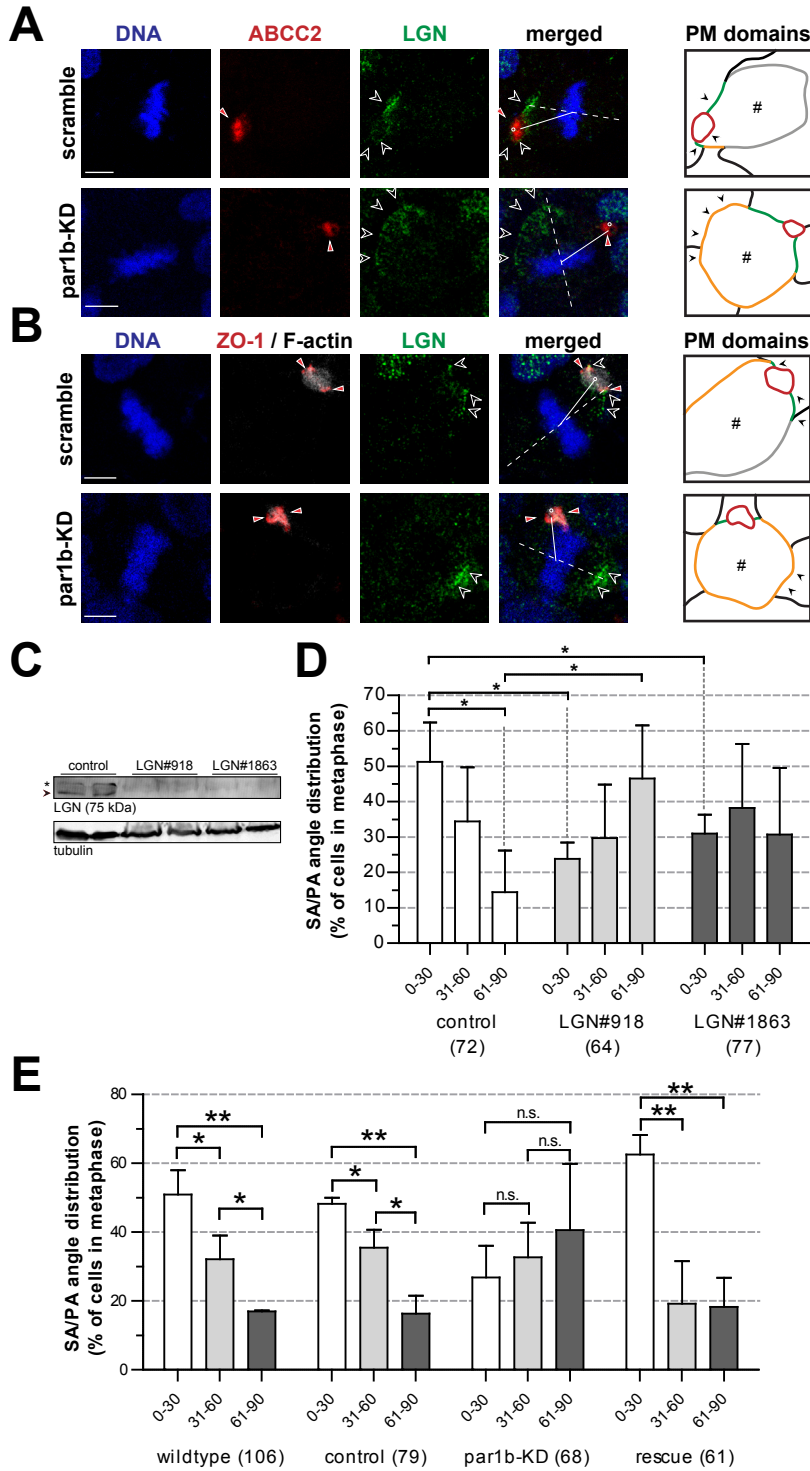 A
DNA ABCC2 LGN merged PM domains
scramble
#
par1b-KD
#
B
DNA ZO-1 / F-actin LGN merged PM domains
scramble
#
par1b-KD
#
C
control LGN#918 LGN#1863
*
LGN (75 kDa)
tubulin
D
SA/PA angle distribution
(% of cells in metaphase)
70
60
50
40
30
20
10
0
*
*
*
*
0-30 31-60 61-90 0-30 31-60 61-90 0-30 31-60 61-90
control LGN#918 LGN#1863
(72) (64) (77)
E
SA/PA angle distribution
(% of cells in metaphase)
80
60
40
20
0
**
*
*
**
*
*
n.s.
n.s.
n.s.
**
**
0-30 31-60 61-90 0-30 31-60 61-90 0-30 31-60 61-90 0-30 31-60 61-90
wildtype (106) control (79) par1b-KD (68) rescue (61)